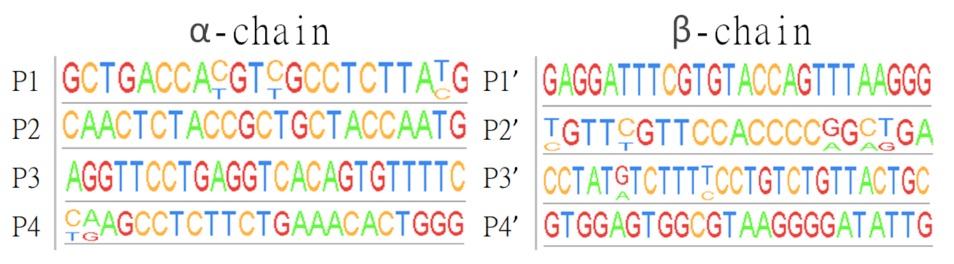 α-chain
β-chain
P1 GCTGACCACGTCGCCTCTTATG
T T C
P2 CAACTCTACCGCTGCTACCAATG
P3 AGGTTCCTGAGGTCACAGTGTTTTC
P4 CAAGCCTCTTCTGAAACACTGGG
TG
P1′ GAGGATTTCGTGTACCAGTTTAAGGG
P2′ TGTTCGTTCCACCCCGGCTGA
C T A AG
P3′ CCTATGTCTTTTCCTGTCTGTTACTGC
A C
P4′ GTGGAGTGGCGTAAGGGGATATTG